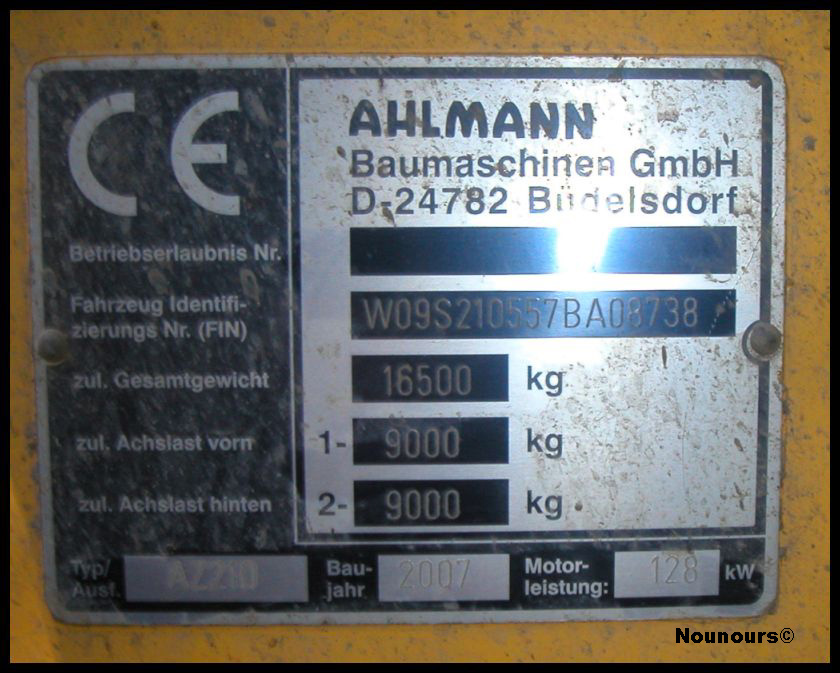 CE
AHLMANN
Baumaschinen GmbH
D-24782 Büdelsdorf
Betriebserlaubnis Nr.
Fahrzeug Identifi-
zierungs Nr. (FIN) W09S210557BA08738
zul. Gesamtgewicht 16500 kg
zul. Achslast vorn 1- 9000 kg
zul. Achslast hinten 2- 9000 kg
Typ/
Ausf. AZ210 Bau-
jahr 2007 Motor-
leistung: 128 kW
Nounours©